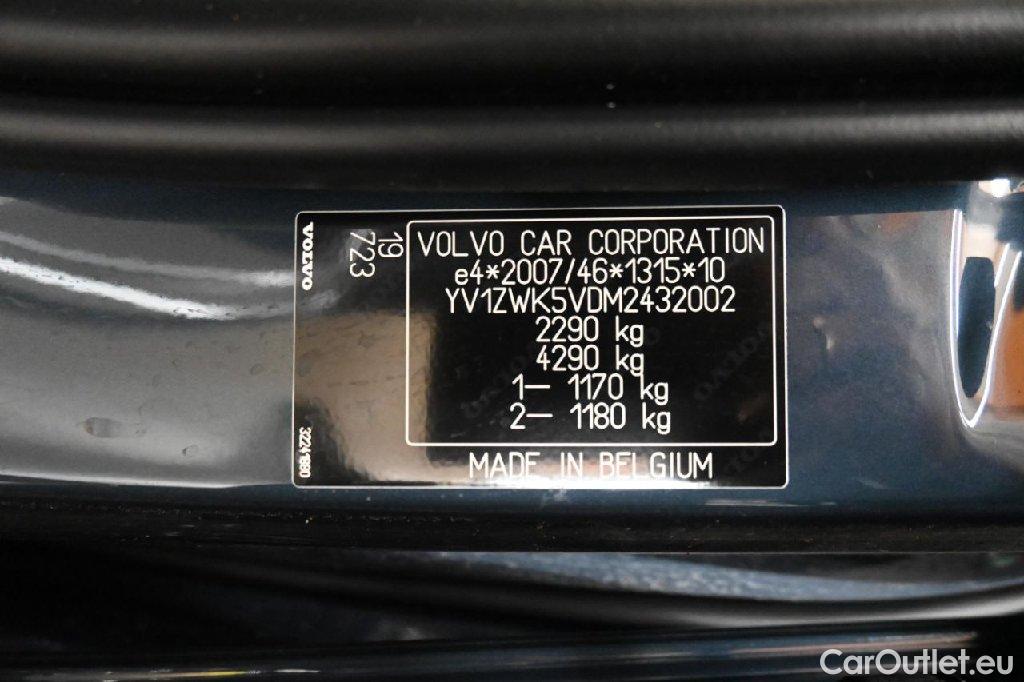 VOLVO
19
723
VOLVO CAR CORPORATION
e4*2007/46*1315*10
YV1ZWK5VDM2432002
2290 kg
4290 kg
1– 1170 kg
2– 1180 kg
MADE IN BELGIUM
CarOutlet.eu